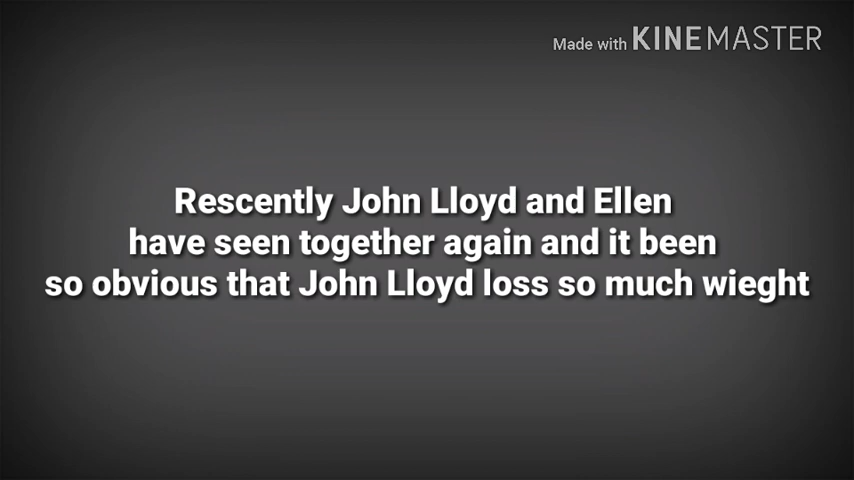 Made with KINEMASTER
Rescently John Lloyd and Ellen
have seen together again and it been
so obvious that John Lloyd loss so much wieght